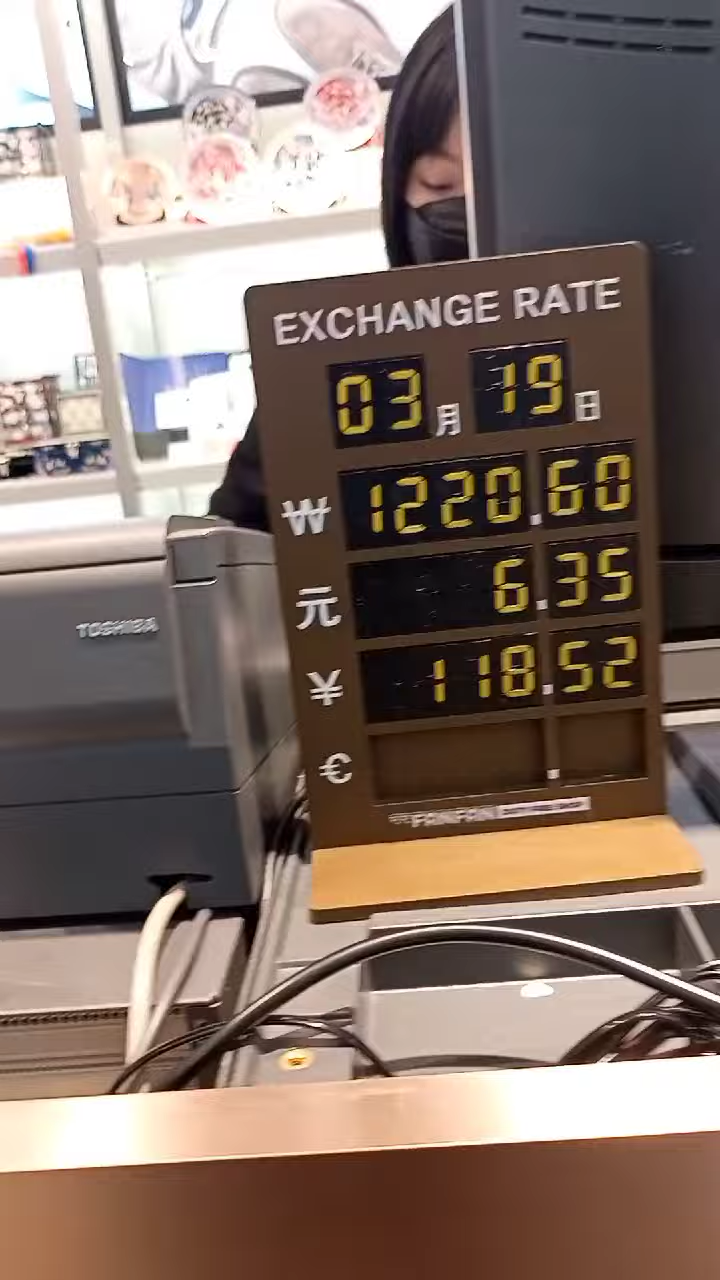 EXCHANGE RATE
03月 19日
₩ 1220.60
元 6.35
¥ 118.52
€ .
TOSHIBA